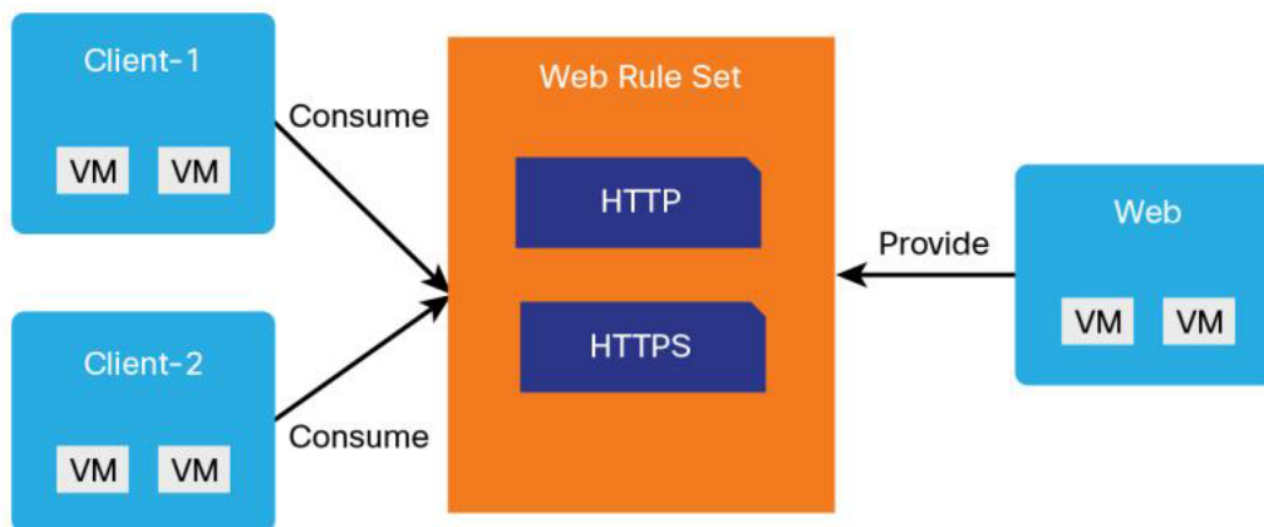 Client-1
VM VM
Consume
Web Rule Set
HTTP
HTTPS
Provide
Web
VM VM
Client-2
VM VM
Consume